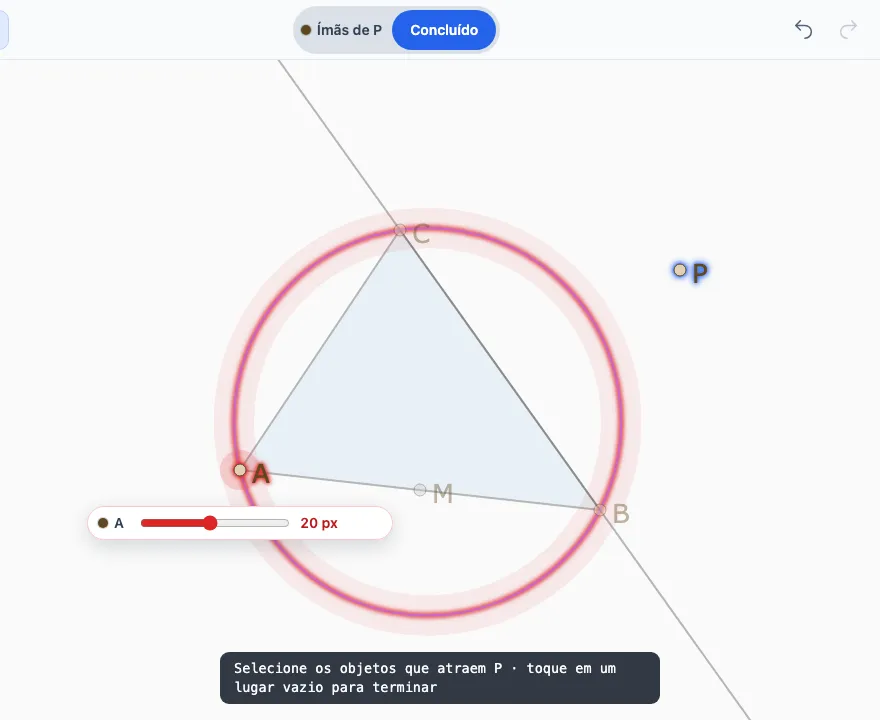 Ímãs de P
Concluído
C
P
A
M
B
A
20 px
Selecione os objetos que atraem P · toque em um
lugar vazio para terminar